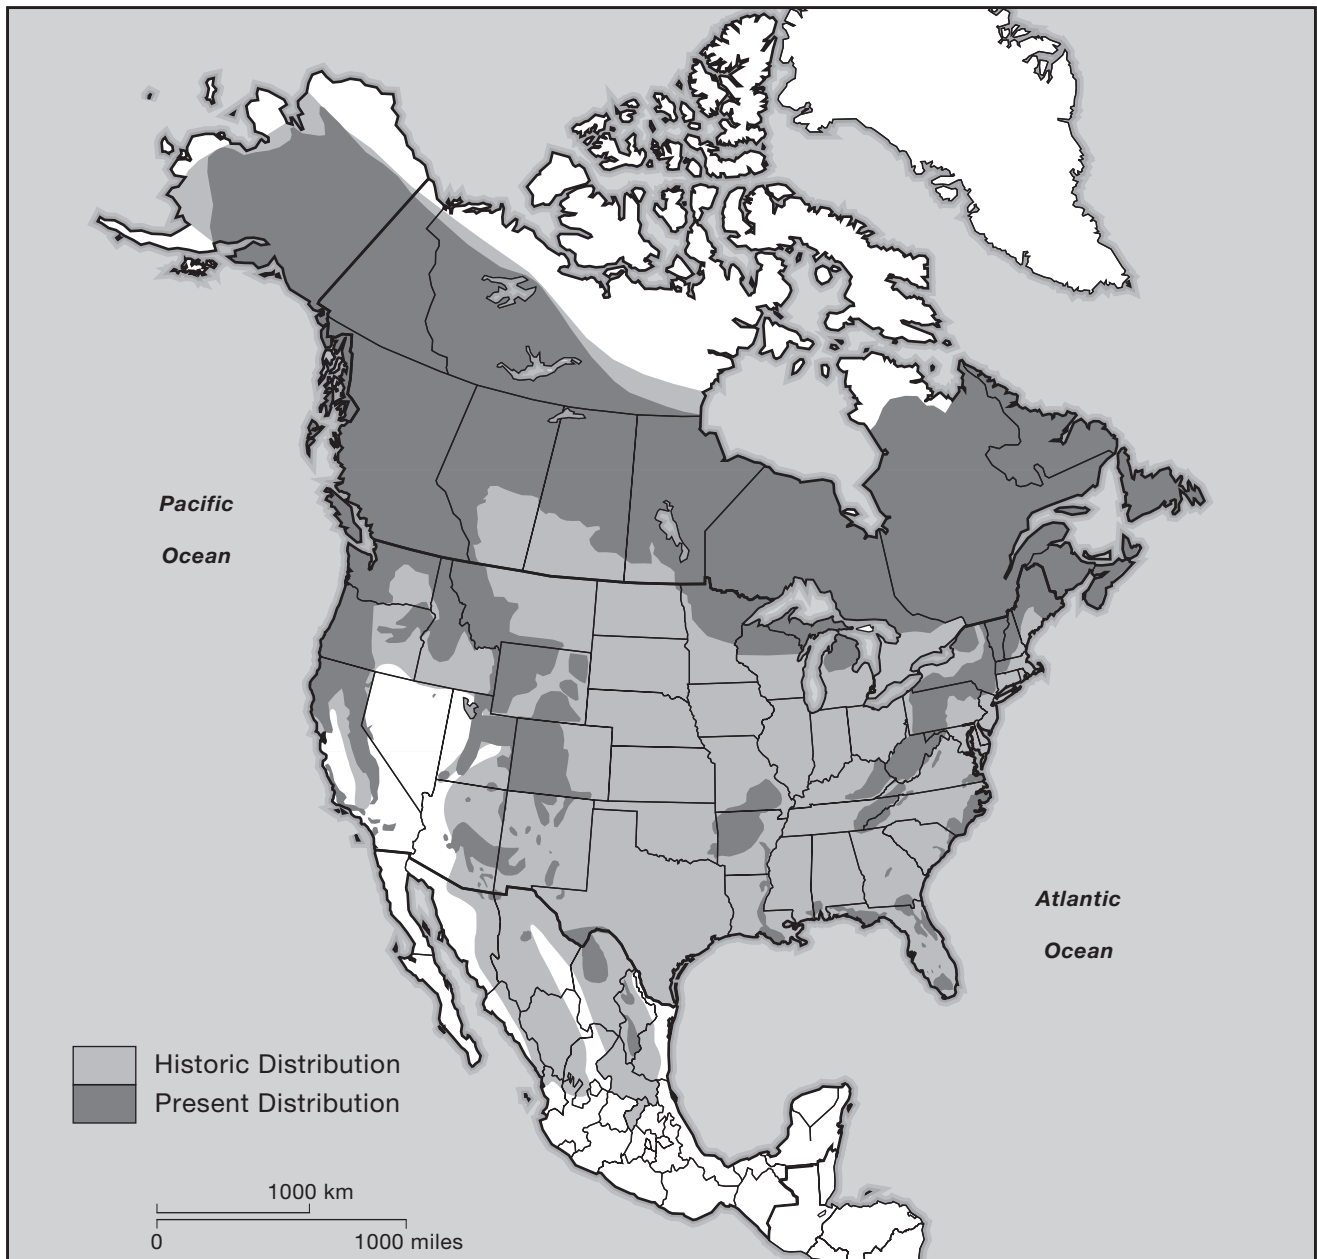 Pacific
Ocean
Atlantic
Ocean
Historic Distribution
Present Distribution
1000 km
0
1000 miles